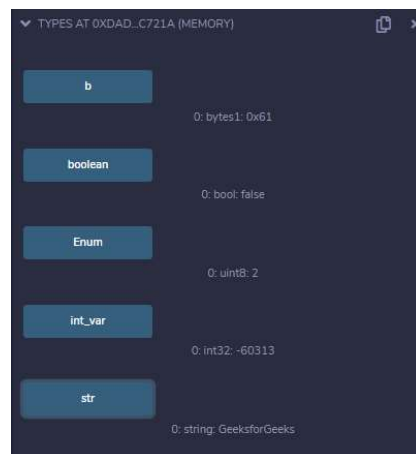 TYPES AT 0XDAD...C721A (MEMORY)
b
0: bytes1: 0x61
boolean
0: bool: false
Enum
0: uint8: 2
int_var
0: int32: -60313
str
0: string: GeeksforGeeks